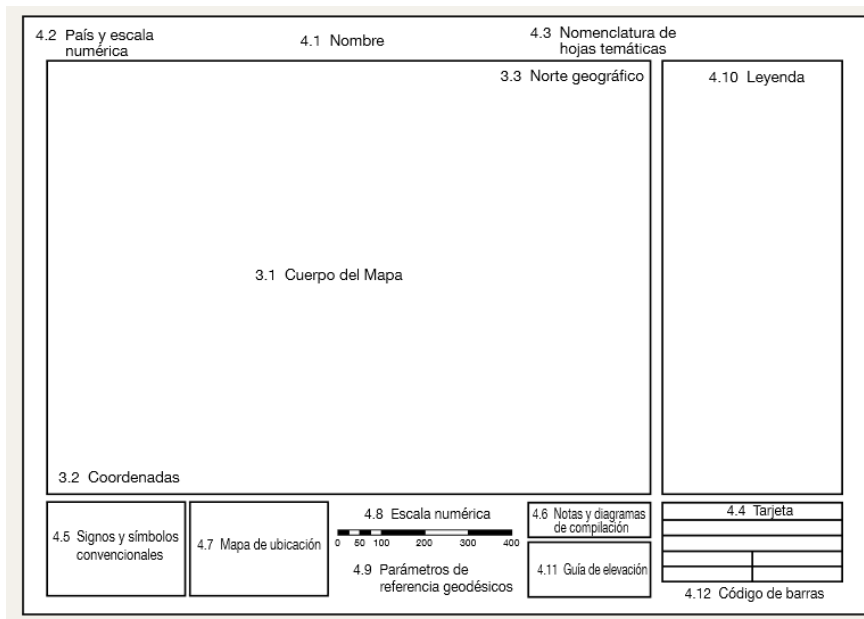 4.2 País y escala
numérica
4.1 Nombre
4.3 Nomenclatura de
hojas temáticas
3.3 Norte geográfico
4.10 Leyenda
3.1 Cuerpo del Mapa
3.2 Coordenadas
4.5 Signos y símbolos
convencionales
4.7 Mapa de ubicación
4.8 Escala numérica
0 50 100 200 300 400
4.9 Parámetros de
referencia geodésicos
4.6 Notas y diagramas
de compilación
4.11 Guía de elevación
4.4 Tarjeta
4.12 Código de barras